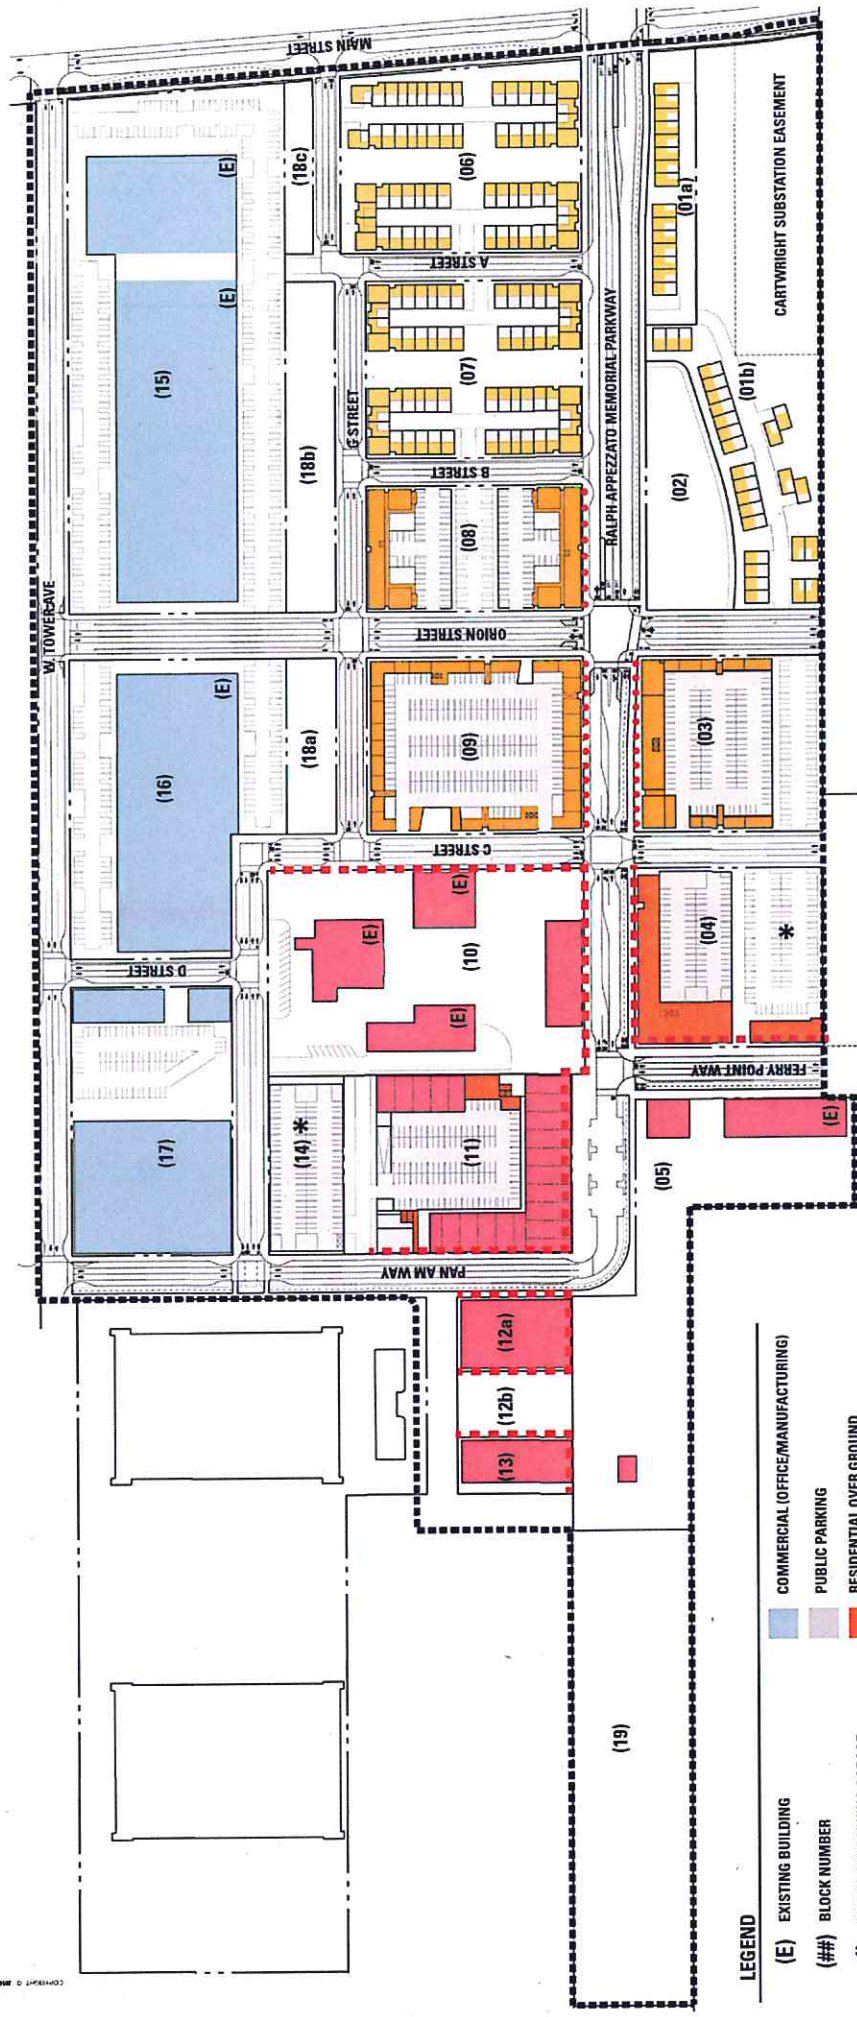 MAIN STREET
W. TOWER AVE
(E)
(E)
(15)
(18c)
(06)
(01a)
CARTWRIGHT SUBSTATION EASEMENT
A STREET
RALPH APPEZZATO MEMORIAL PARKWAY
G STREET
(18b)
(07)
(01b)
B STREET
(08)
(02)
ORION STREET
(E)
(16)
(18a)
(09)
(03)
C STREET
D STREET
(E)
(E)
(10)
(E)
(04)
*
FERRY POINT WAY
(17)
(14) *
(11)
(05)
(E)
PAN AM WAY
(12a)
(12b)
(13)
(19)
LEGEND
(E) EXISTING BUILDING
(##) BLOCK NUMBER
COMMERCIAL (OFFICE/MANUFACTURING)
PUBLIC PARKING
RESIDENTIAL OVER GROUND
COPYRIGHT ©